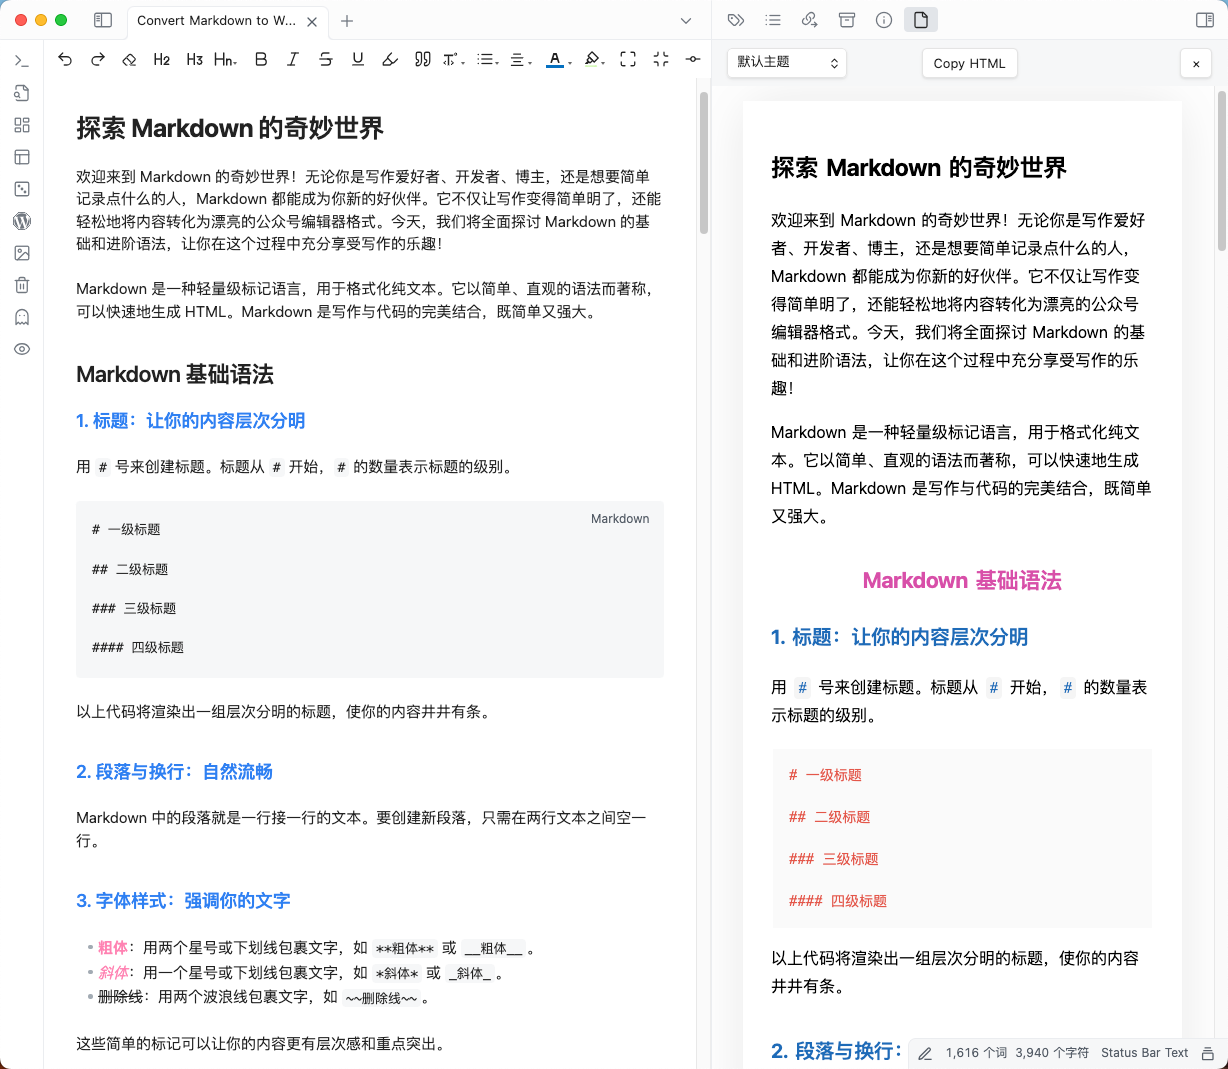 Convert Markdown to W...
H2 H3 Hn
默认主题
Copy HTML
探索 Markdown 的奇妙世界
欢迎来到 Markdown 的奇妙世界！无论你是写作爱好者、开发者、博主，还是想要简单
记录点什么的人，Markdown 都能成为你新的好伙伴。它不仅让写作变得简单明了，还能
轻松地将内容转化为漂亮的公众号编辑器格式。今天，我们将全面探讨 Markdown 的基
础和进阶语法，让你在这个过程中充分享受写作的乐趣！
Markdown 是一种轻量级标记语言，用于格式化纯文本。它以简单、直观的语法而著称，
可以快速地生成 HTML。Markdown 是写作与代码的完美结合，既简单又强大。
Markdown 基础语法
1. 标题：让你的内容层次分明
用 # 号来创建标题。标题从 # 开始， # 的数量表示标题的级别。
Markdown
# 一级标题
## 二级标题
### 三级标题
#### 四级标题
以上代码将渲染出一组层次分明的标题，使你的内容井井有条。
2. 段落与换行：自然流畅
Markdown 中的段落就是一行接一行的文本。要创建新段落，只需在两行文本之间空一
行。
3. 字体样式：强调你的文字
粗体：用两个星号或下划线包裹文字，如 **粗体** 或 __粗体__ 。
斜体：用一个星号或下划线包裹文字，如 *斜体* 或 _斜体_ 。
删除线：用两个波浪线包裹文字，如 ~~删除线~~ 。
这些简单的标记可以让你的内容更有层次感和重点突出。
探索 Markdown 的奇妙世界
欢迎来到 Markdown 的奇妙世界！无论你是写作爱好
者、开发者、博主，还是想要简单记录点什么的人，
Markdown 都能成为你新的好伙伴。它不仅让写作变
得简单明了，还能轻松地将内容转化为漂亮的公众号
编辑器格式。今天，我们将全面探讨 Markdown 的基
础和进阶语法，让你在这个过程中充分享受写作的乐
趣！
Markdown 是一种轻量级标记语言，用于格式化纯文
本。它以简单、直观的语法而著称，可以快速地生成
HTML。Markdown 是写作与代码的完美结合，既简单
又强大。
Markdown 基础语法
1. 标题：让你的内容层次分明
用 # 号来创建标题。标题从 # 开始， # 的数量表
示标题的级别。
# 一级标题
## 二级标题
### 三级标题
#### 四级标题
以上代码将渲染出一组层次分明的标题，使你的内容
井井有条。
2. 段落与换行：
1,616 个词 3,940 个字符 Status Bar Text